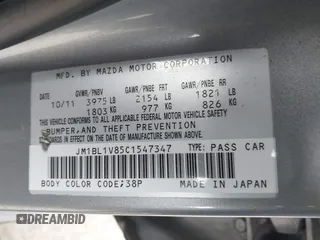 MFD. BY MAZDA MOTOR CORPORATION
GVWR/PNBV GAWR/PNBE FRT GAWR/PNBE RR
10/11 3975 LB 2154 LB 1821 LB
1803 KG 977 KG 826 KG
THIS VEHICLE CONFORMS TO ALL APPLICABLE
FEDERAL MOTOR VEHICLE SAFETY,
BUMPER, AND THEFT PREVENTION
STANDARDS IN EFFECT ON THE DATE OF
MANUFACTURE SHOWN ABOVE.
JM1BL1V85C1547347 TYPE: PASS CAR
BODY COLOR CODE;38P MADE IN JAPAN
DREAMBID